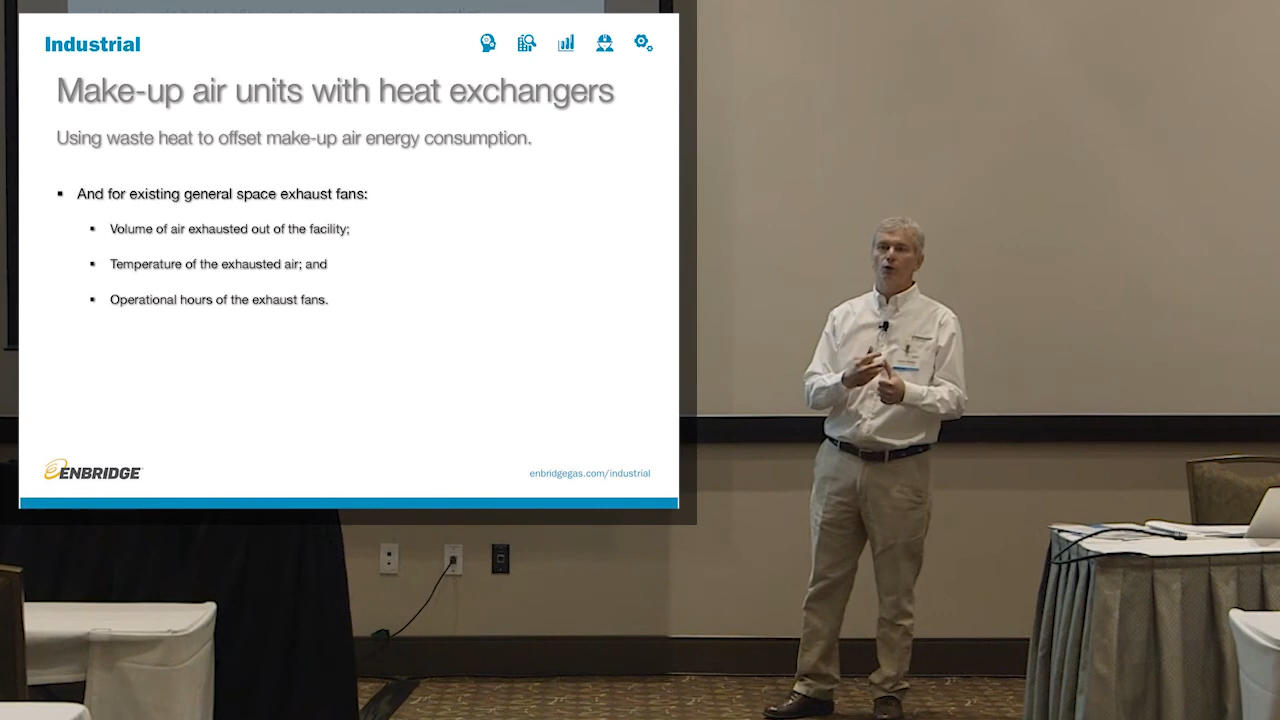 Industrial
Make-up air units with heat exchangers
Using waste heat to offset make-up air energy consumption.
And for existing general space exhaust fans:
Volume of air exhausted out of the facility;
Temperature of the exhausted air; and
Operational hours of the exhaust fans.
ENBRIDGE
enbridgegas.com/industrial